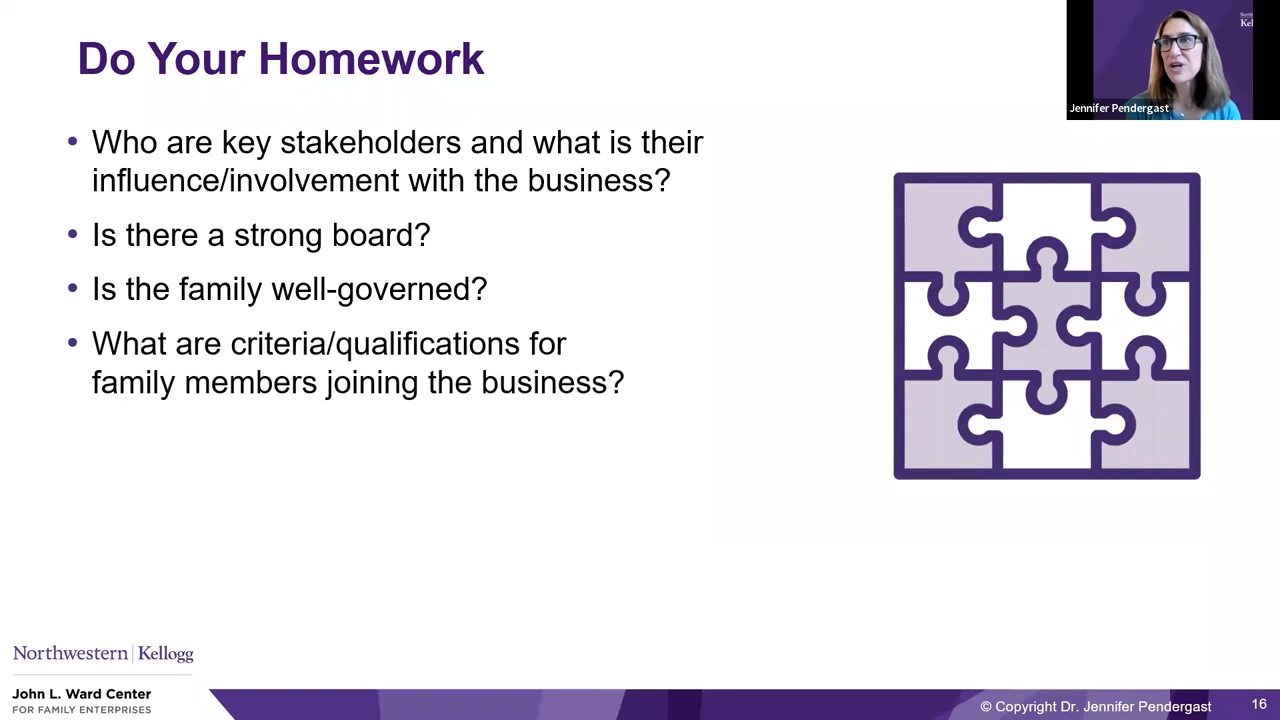 Do Your Homework
• Who are key stakeholders and what is their
influence/involvement with the business?
• Is there a strong board?
• Is the family well-governed?
• What are criteria/qualifications for
family members joining the business?
Jennifer Pendergast
Northwestern | Kellogg
John L. Ward Center
FOR FAMILY ENTERPRISES
© Copyright Dr. Jennifer Pendergast
16